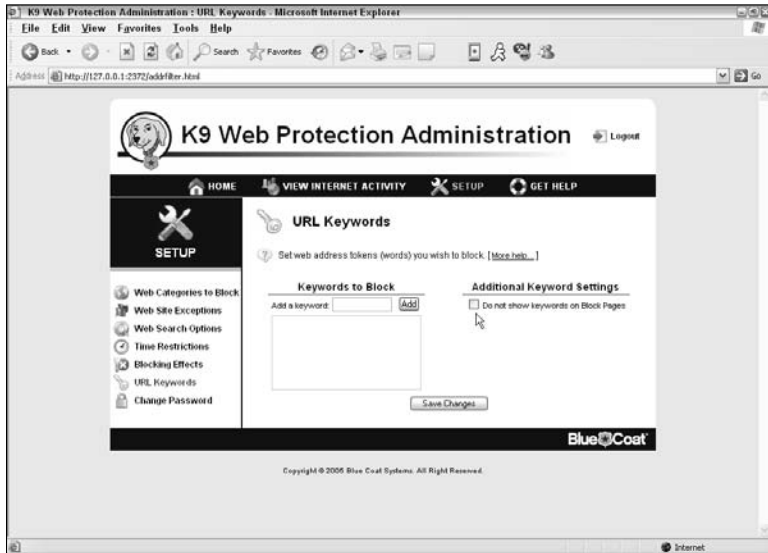 K9 Web Protection Administration : URL Keywords - Microsoft Internet Explorer
File Edit View Favorites Tools Help
Back Search Favorites
Address http://127.0.0.1:2372/addrfilter.html Go
K9 Web Protection Administration
Logout
HOME VIEW INTERNET ACTIVITY SETUP GET HELP
SETUP
Web Categories to Block
Web Site Exceptions
Web Search Options
Time Restrictions
Blocking Effects
URL Keywords
Change Password
URL Keywords
Set web address tokens (words) you wish to block. [More help...]
Keywords to Block
Add a keyword: Add
Additional Keyword Settings
Do not show keywords on Block Pages
Save Changes
Blue Coat
Copyright © 2005 Blue Coat Systems. All Right Reserved.
Internet